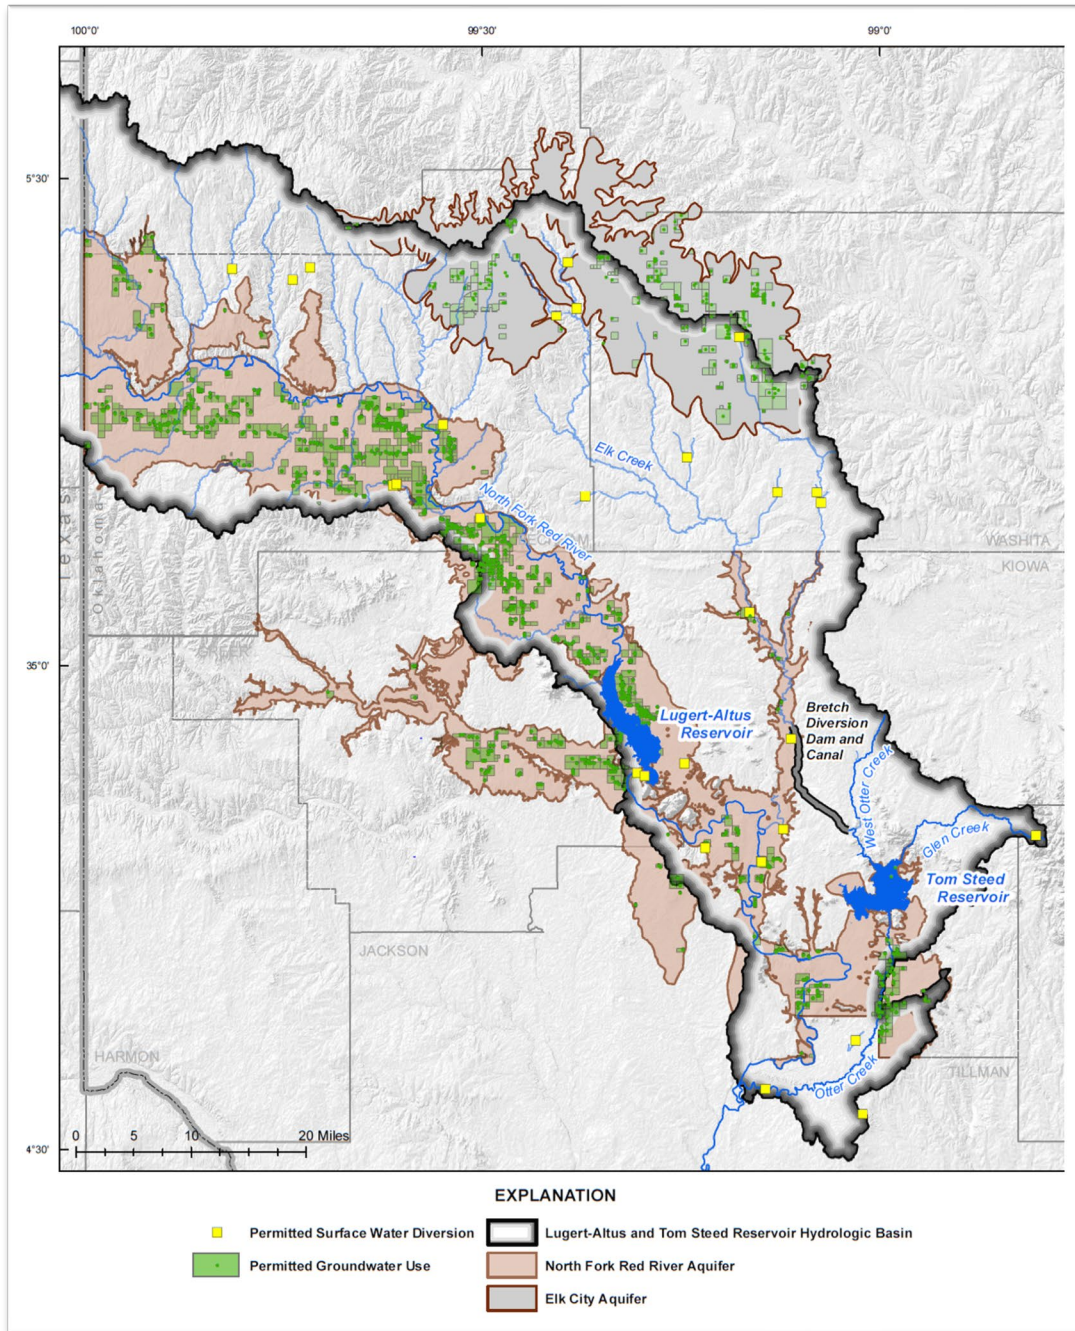 100°0'
99°30'
99°0'
5°30'
Elk Creek
North Fork Red River
WASHITA
KIOWA
Texas
Oklahoma
GREER
35°0'
Lugert-Altus
Reservoir
Bretch
Diversion
Dam and
Canal
West Otter Creek
Glen Creek
Tom Steed
Reservoir
JACKSON
HARMON
TILLMAN
Otter Creek
0 5 10 20 Miles
4°30'
EXPLANATION
Permitted Surface Water Diversion
Lugert-Altus and Tom Steed Reservoir Hydrologic Basin
Permitted Groundwater Use
North Fork Red River Aquifer
Elk City Aquifer